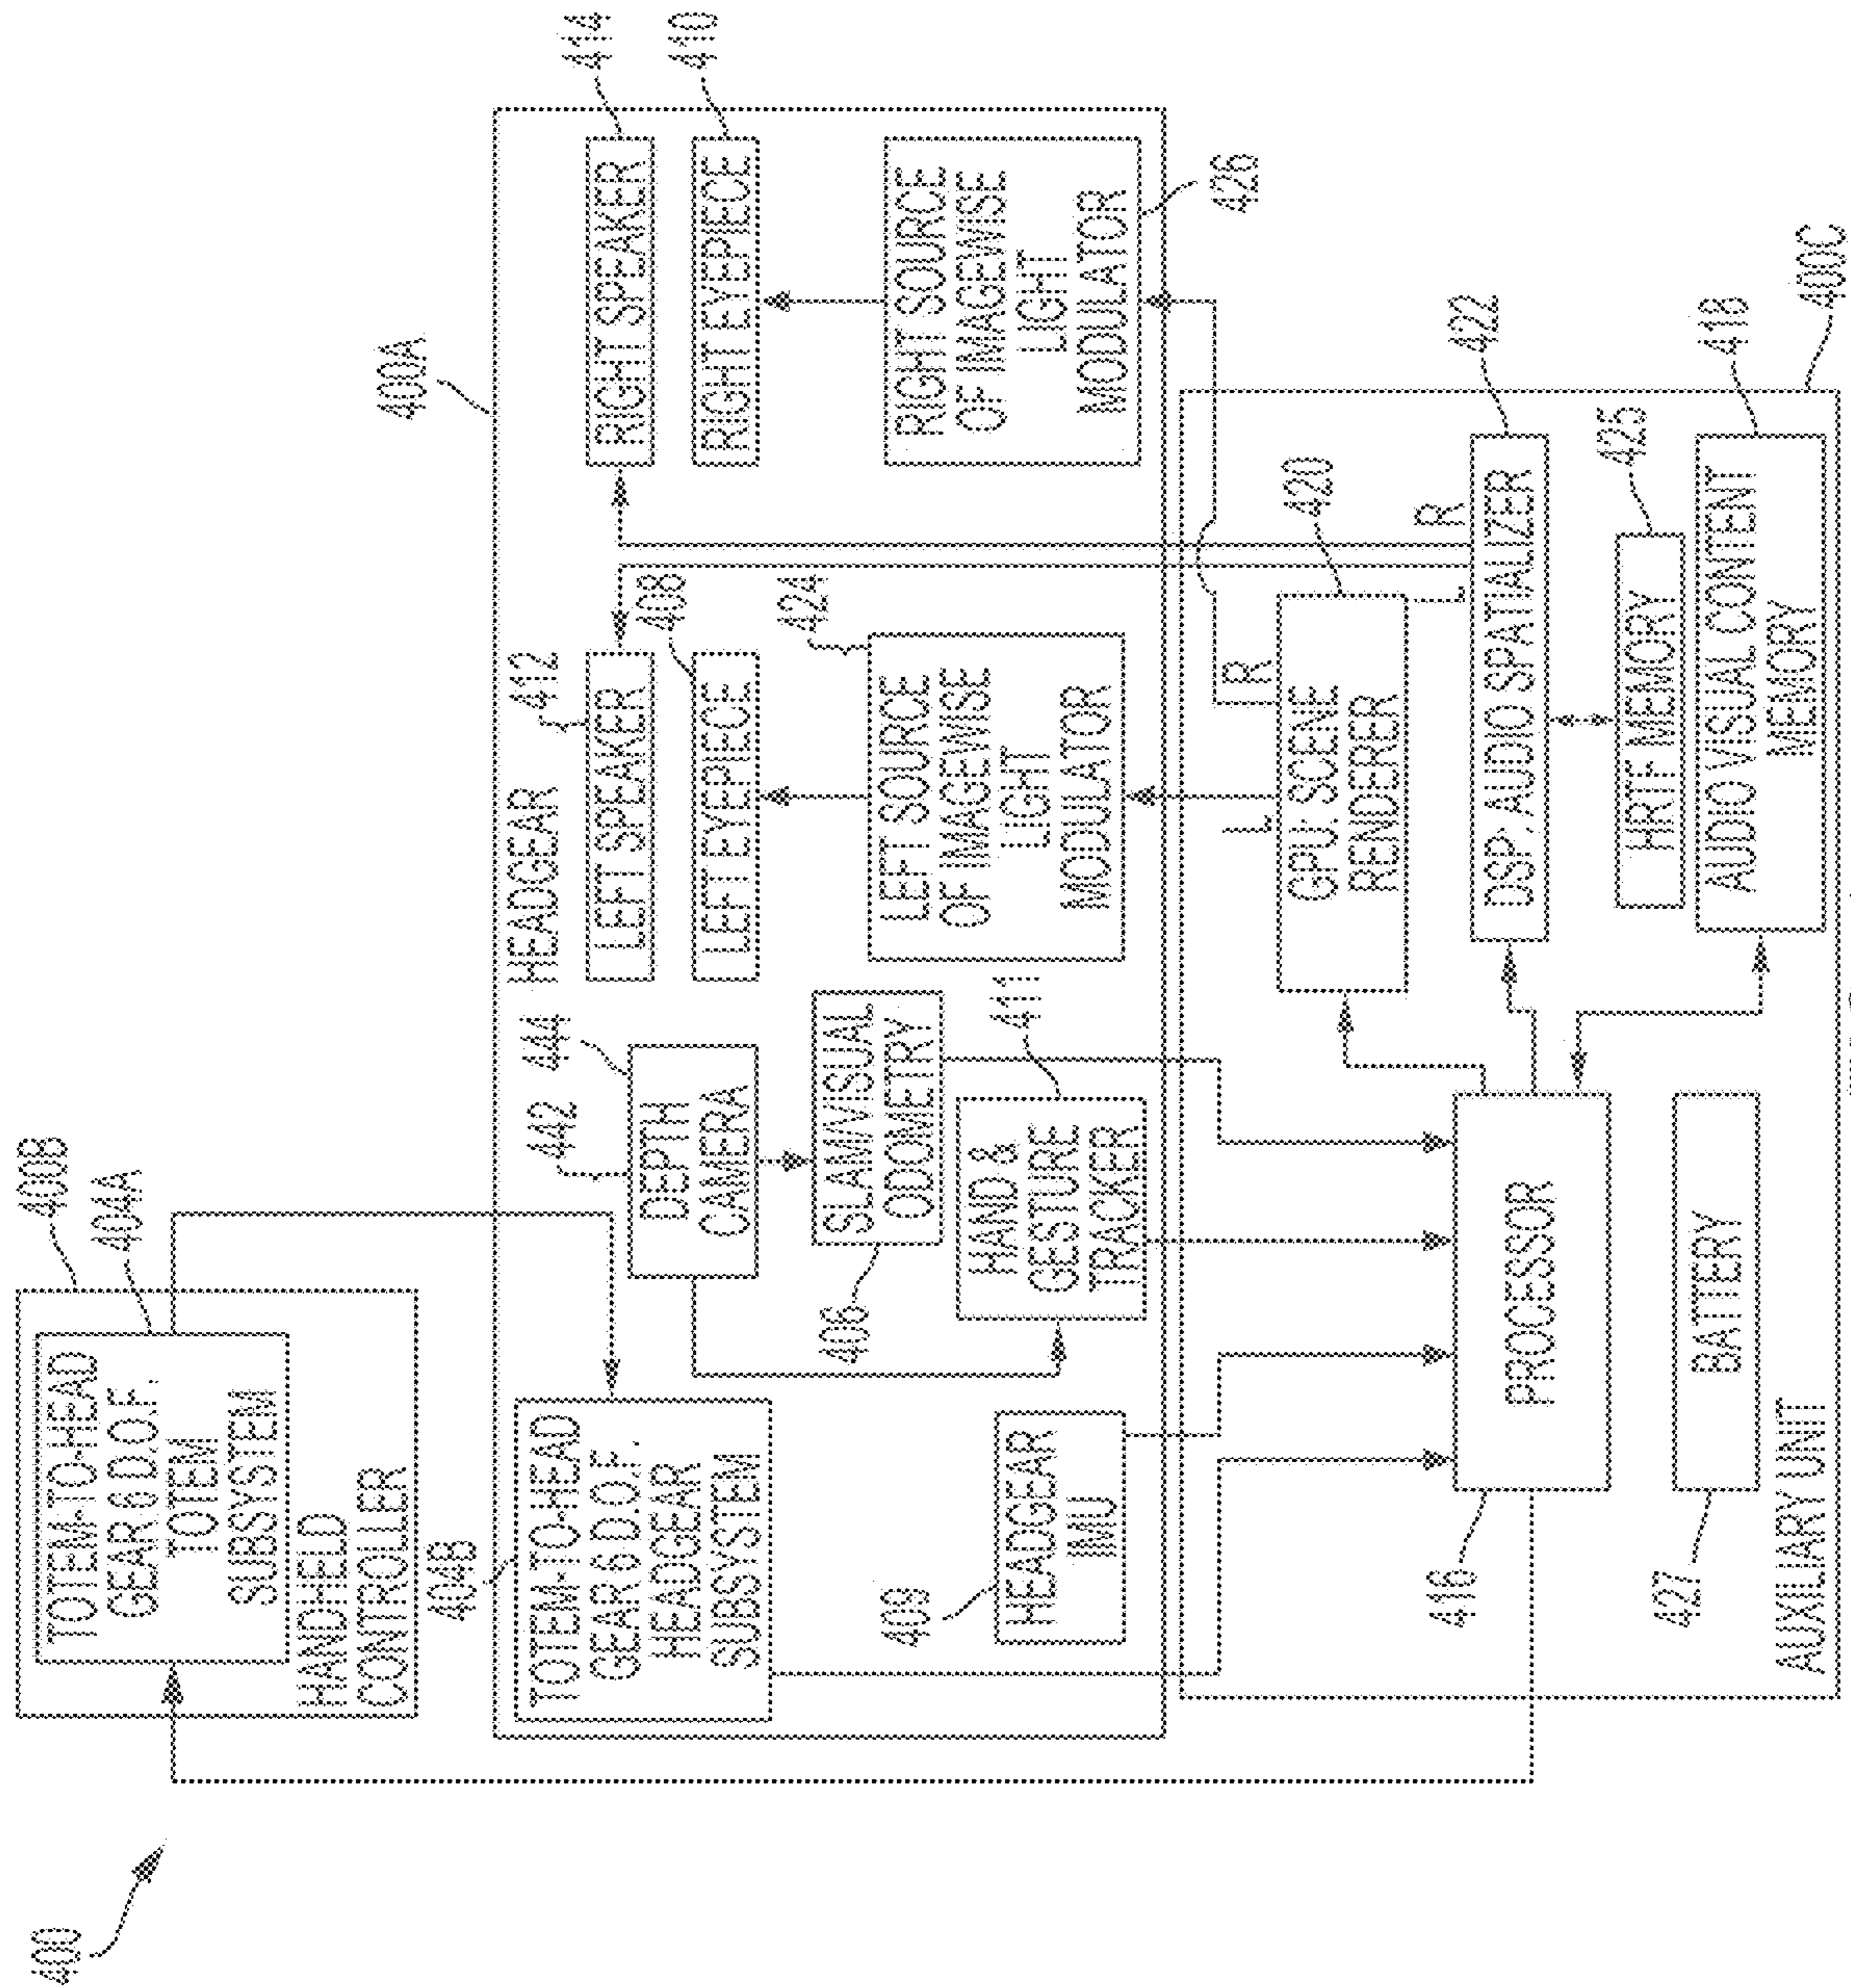 400
400B
404A
TOTEM-TO-HEAD
GEAR 6 D.O.F.
TOTEM
SUBSYSTEM
HANDHELD
CONTROLLER
400A
HEADGEAR
404B
TOTEM-TO-HEAD
GEAR 6 D.O.F.
HEADGEAR
SUBSYSTEM
442
444
DEPTH
CAMERA
412
LEFT SPEAKER
408
LEFT EYEPIECE
414
RIGHT SPEAKER
410
RIGHT EYEPIECE
406
SLAM/VISUAL
ODOMETRY
411
HAND &
GESTURE
TRACKER
409
HEADGEAR
IMU
424
LEFT SOURCE
OF IMAGEWISE
LIGHT
MODULATOR
426
RIGHT SOURCE
OF IMAGEWISE
LIGHT
MODULATOR
L
R
420
GPU: SCENE
RENDERER
L
R
416
PROCESSOR
422
DSP: AUDIO SPATIALIZER
425
HRTF MEMORY
427
BATTERY
418
AUDIO VISUAL CONTENT
MEMORY
AUXILIARY UNIT
400C